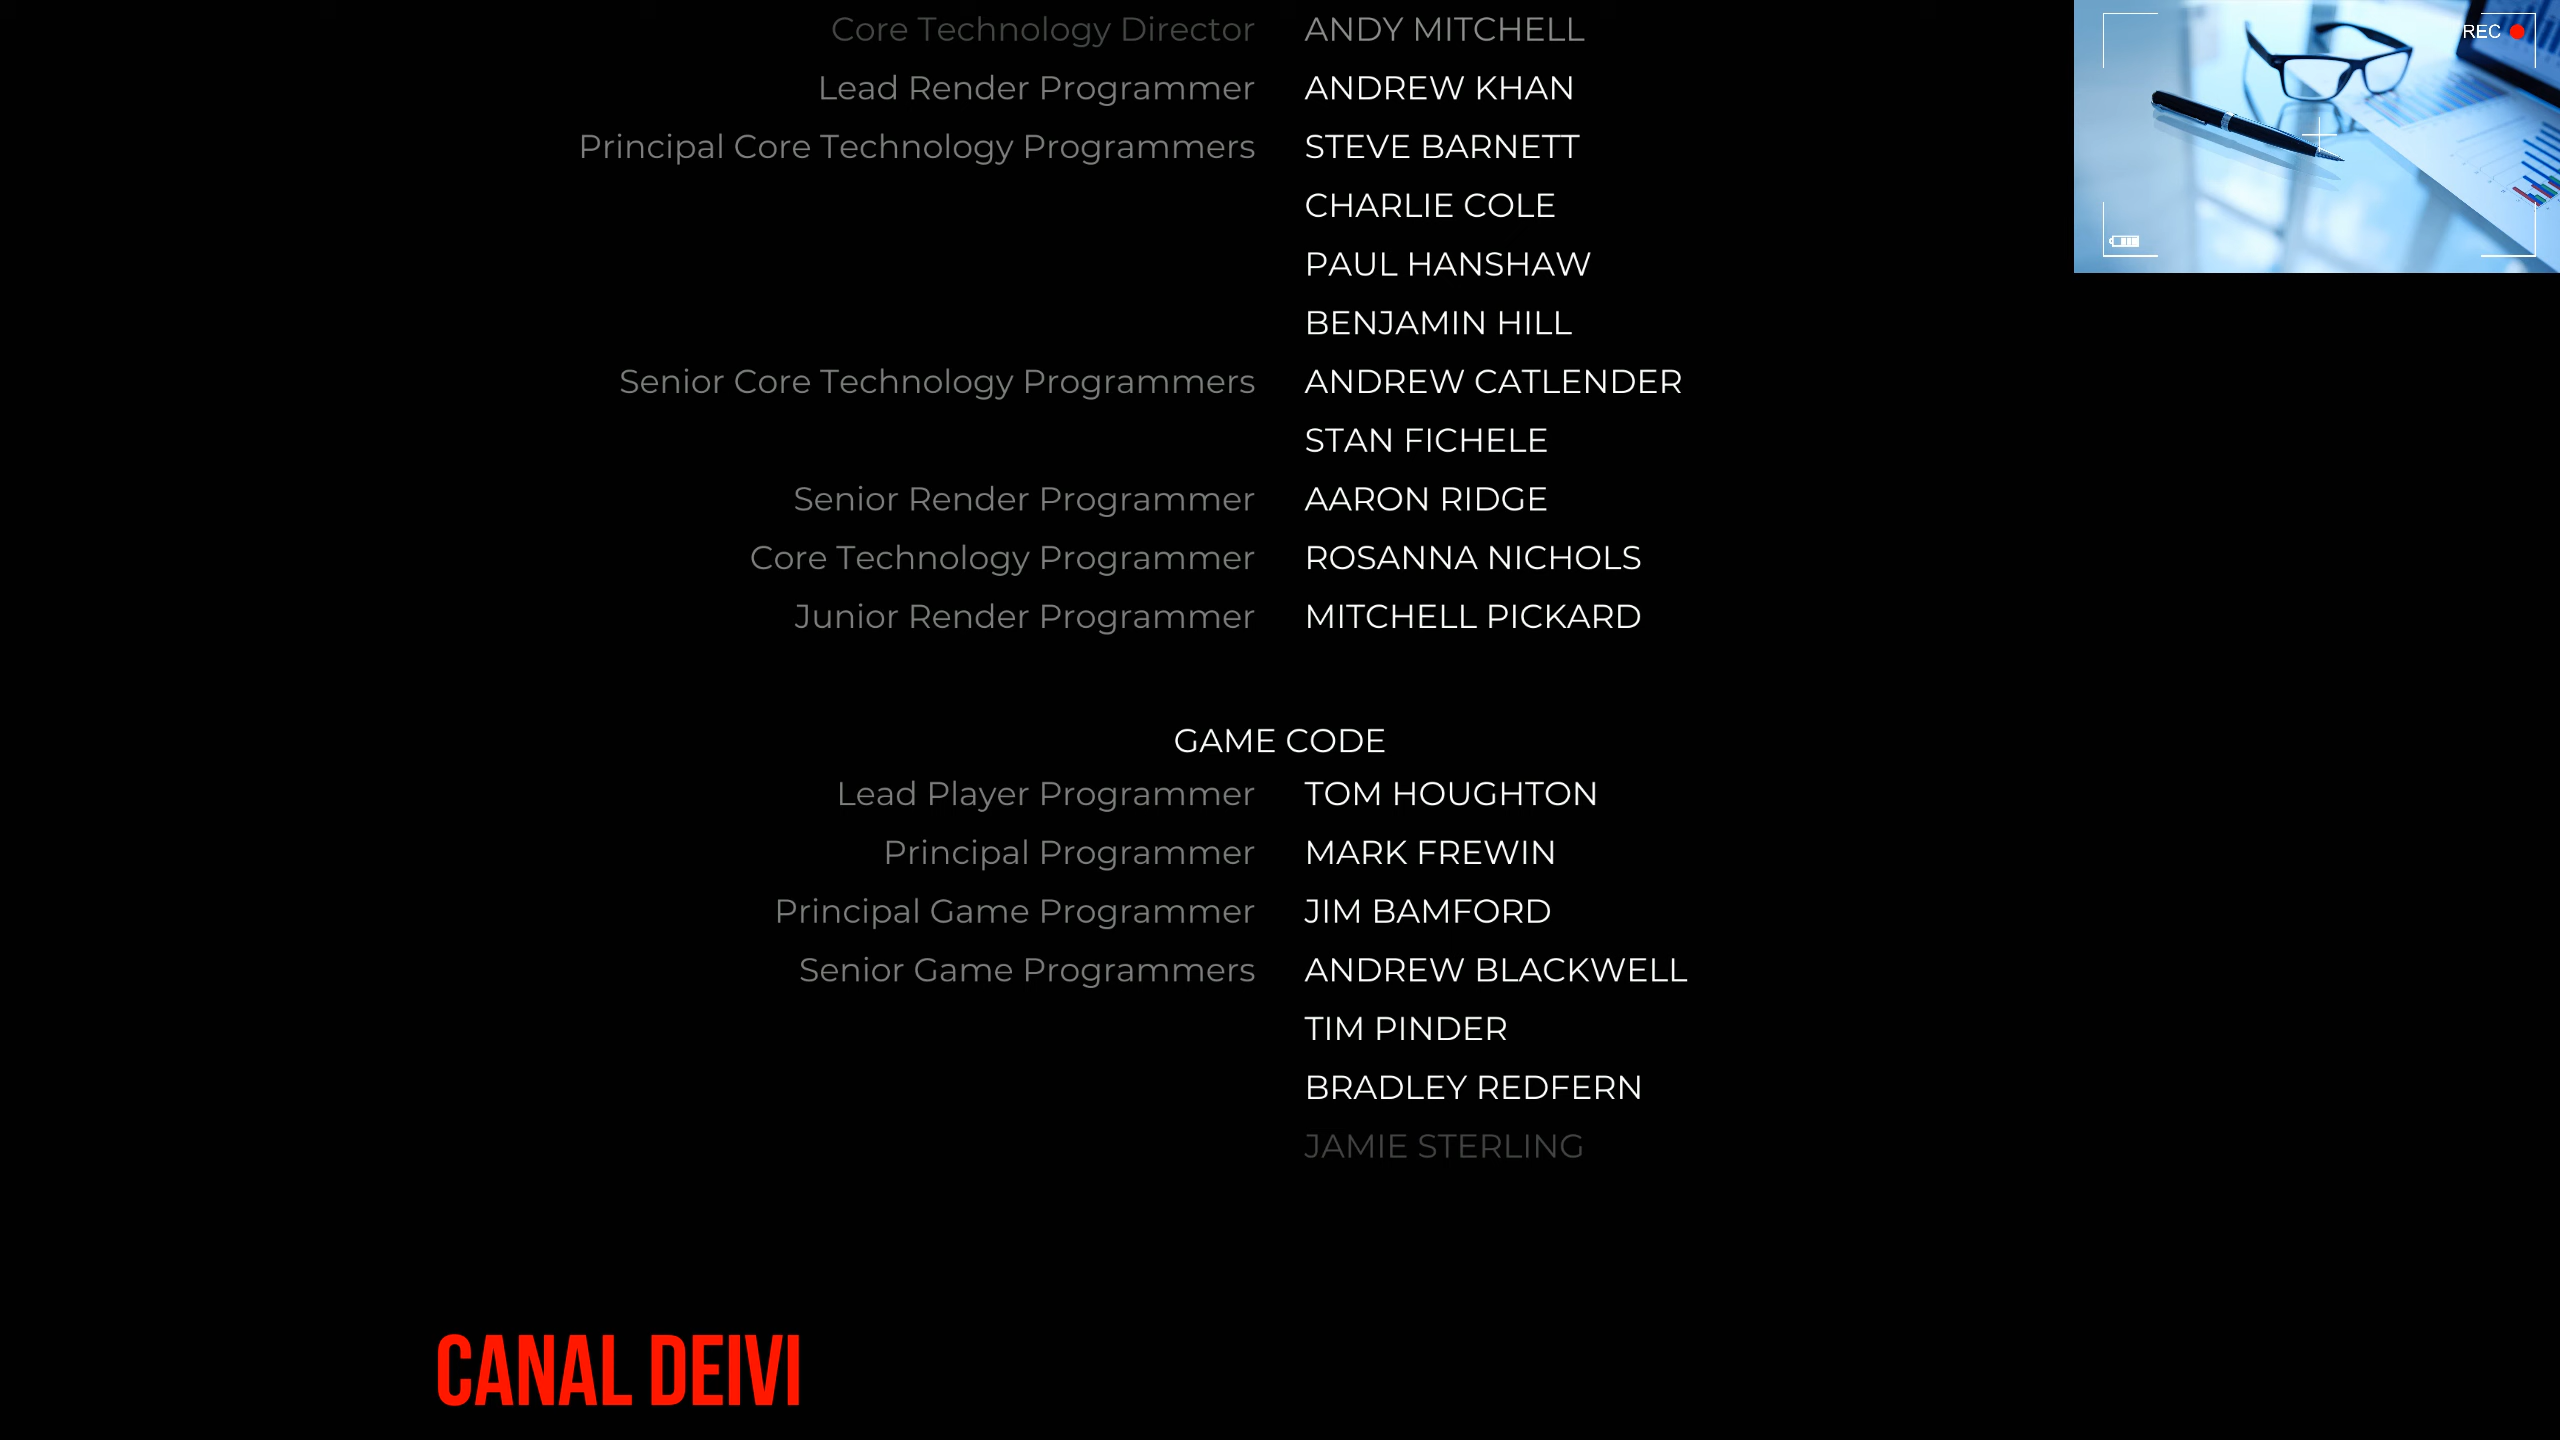 Core Technology Director ANDY MITCHELL
REC
Lead Render Programmer ANDREW KHAN
Principal Core Technology Programmers STEVE BARNETT
CHARLIE COLE
PAUL HANSHAW
BENJAMIN HILL
Senior Core Technology Programmers ANDREW CATLENDER
STAN FICHELE
Senior Render Programmer AARON RIDGE
Core Technology Programmer ROSANNA NICHOLS
Junior Render Programmer MITCHELL PICKARD
GAME CODE
Lead Player Programmer TOM HOUGHTON
Principal Programmer MARK FREWIN
Principal Game Programmer JIM BAMFORD
Senior Game Programmers ANDREW BLACKWELL
TIM PINDER
BRADLEY REDFERN
JAMIE STERLING
CANAL DEIVI